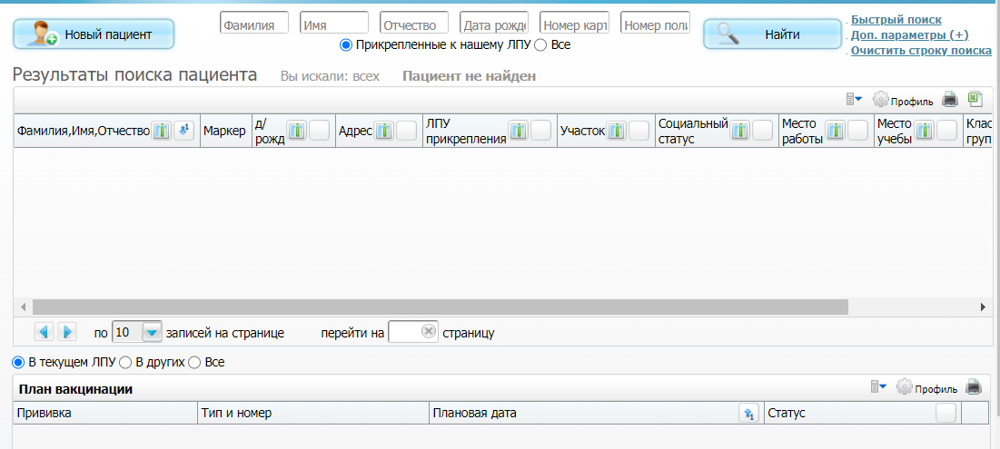 Новый пациент
Фамилия Имя Отчество Дата рожд Номер карт Номер поли
Прикрепленные к нашему ЛПУ Все
Найти
Быстрый поиск
Доп. параметры (+)
Очистить строку поиска
Результаты поиска пациента Вы искали: всех Пациент не найден
Профиль
Фамилия,Имя,Отчество Маркер д/рожд Адрес ЛПУ прикрепления Участок Социальный статус Место работы Место учебы Клас груп
по 10 записей на странице перейти на страницу
В текущем ЛПУ В других Все
План вакцинации Профиль
Прививка Тип и номер Плановая дата 1 Статус